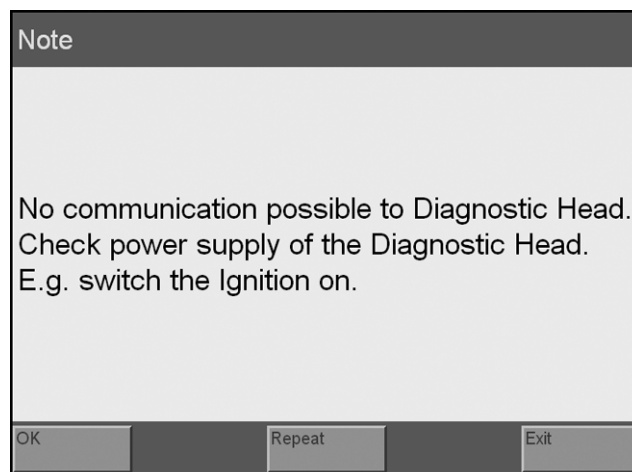 Note
No communication possible to Diagnostic Head.
Check power supply of the Diagnostic Head.
E.g. switch the Ignition on.
OK
Repeat
Exit